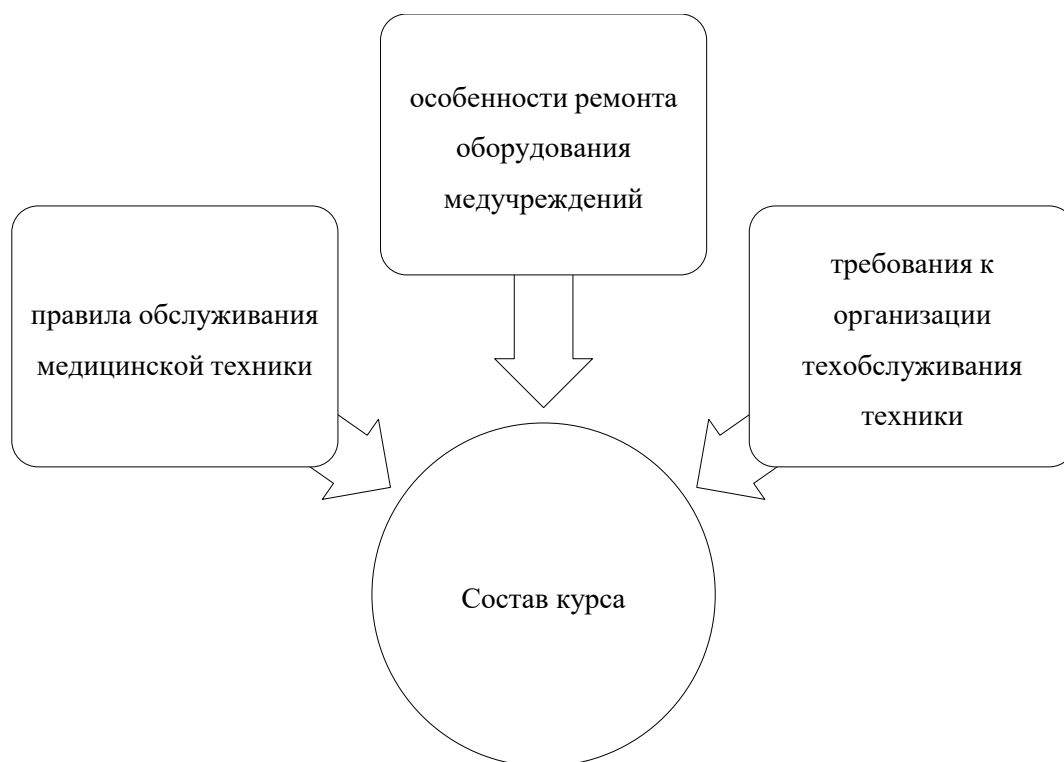 особенности ремонта
оборудования
медучреждений
правила обслуживания
медицинской техники
требования к
организации
техобслуживания
техники
Состав курса